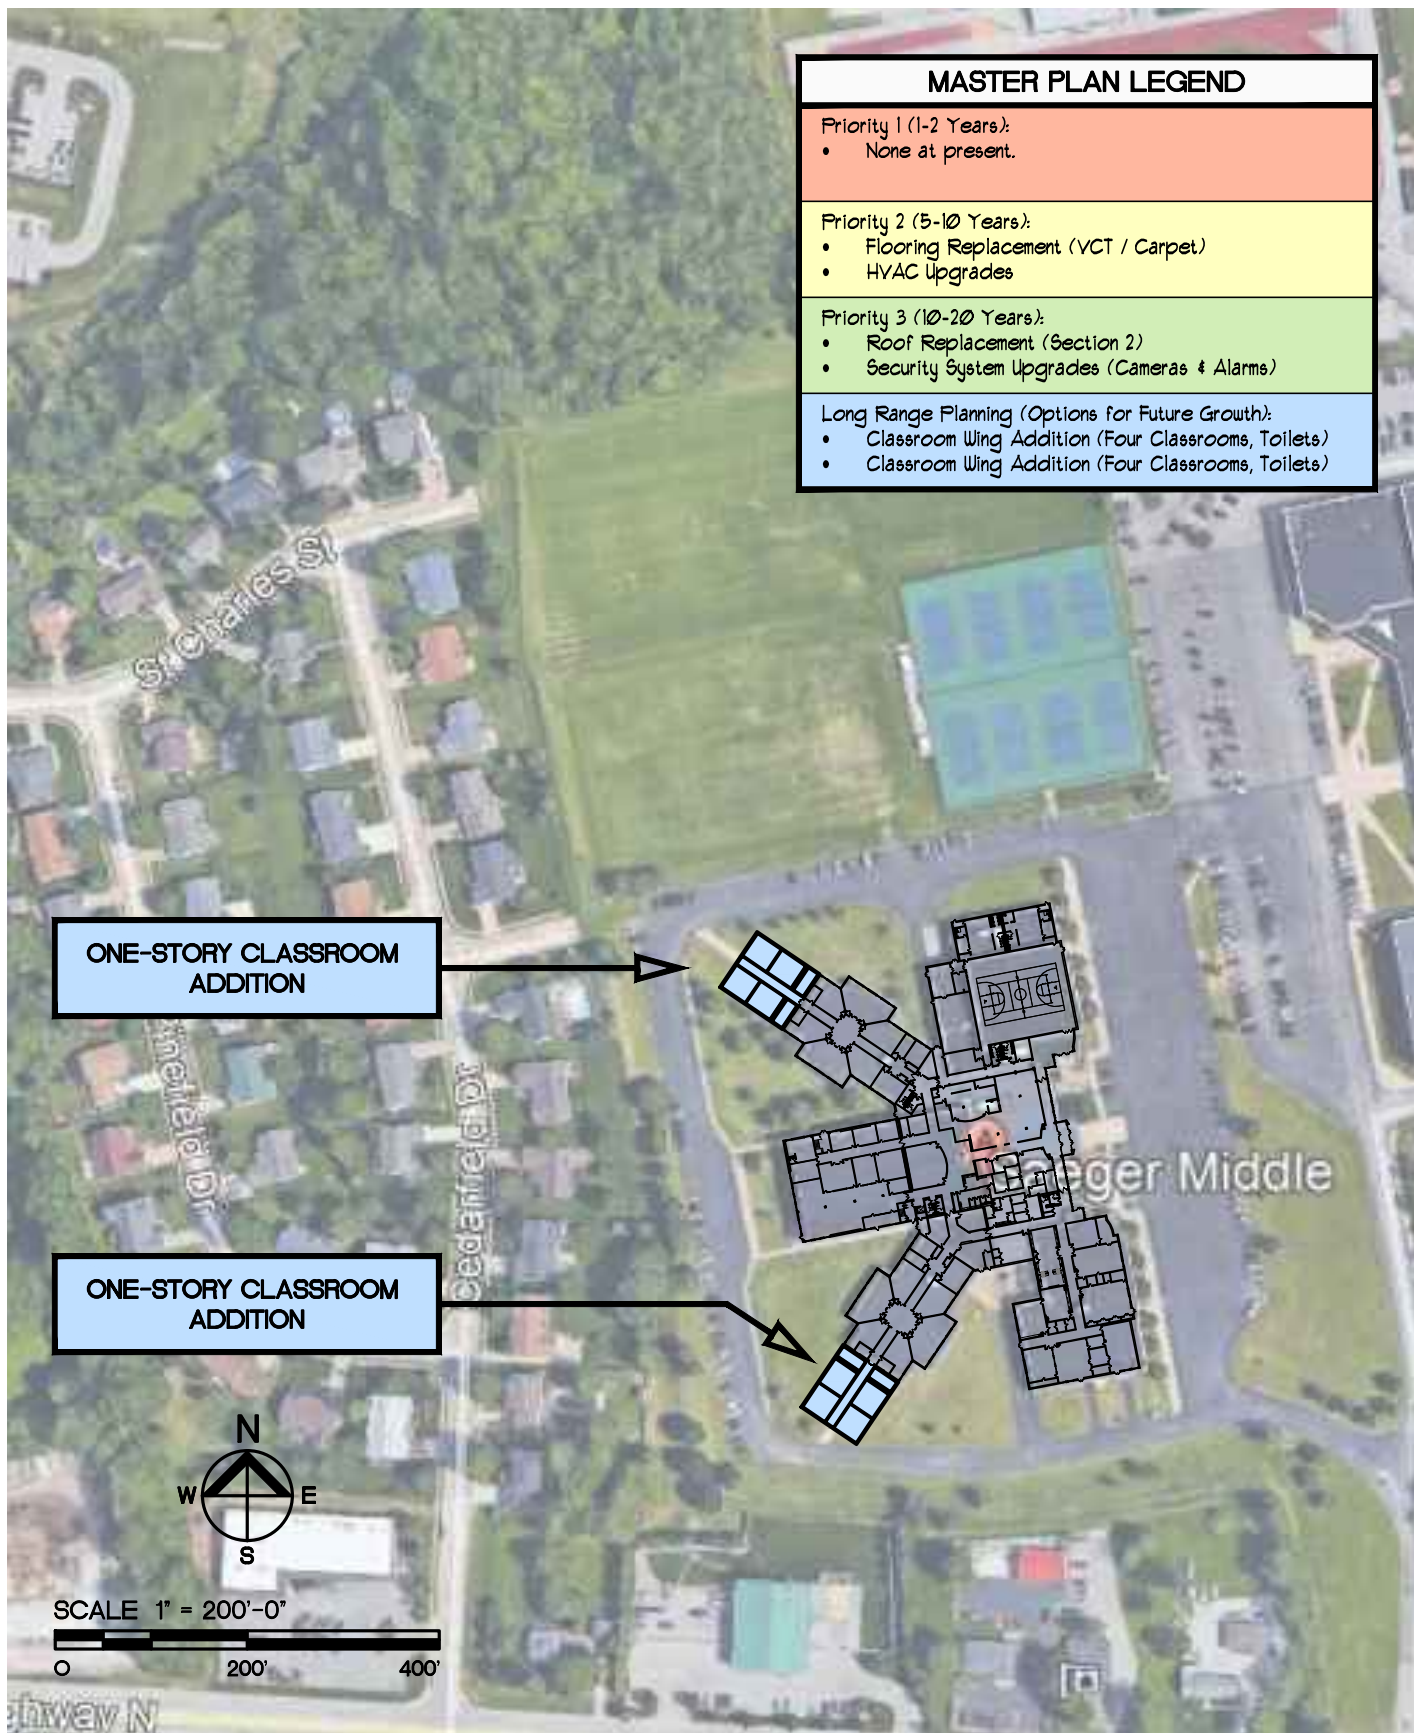 MASTER PLAN LEGEND
Priority 1 (1-2 Years):
• None at present.
Priority 2 (5-10 Years):
• Flooring Replacement (VCT / Carpet)
• HVAC Upgrades
Priority 3 (10-20 Years):
• Roof Replacement (Section 2)
• Security System Upgrades (Cameras & Alarms)
Long Range Planning (Options for Future Growth):
• Classroom Wing Addition (Four Classrooms, Toilets)
• Classroom Wing Addition (Four Classrooms, Toilets)
St Charles St
ONE-STORY CLASSROOM
ADDITION
Cedarfield Dr
Saeger Middle
ONE-STORY CLASSROOM
ADDITION
N
W E
S
SCALE 1" = 200'-0"
0 200' 400'
ghway N